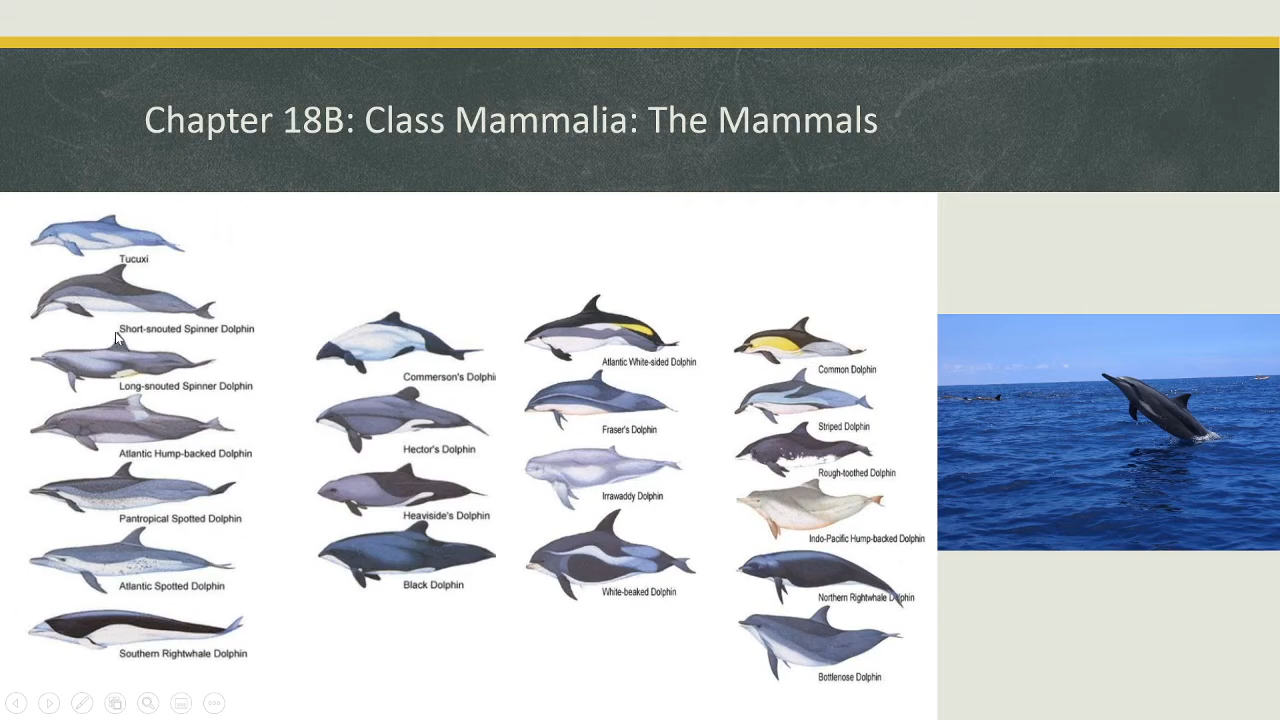 Chapter 18B: Class Mammalia: The Mammals
Tucuxi
Short-snouted Spinner Dolphin
Long-snouted Spinner Dolphin
Atlantic Hump-backed Dolphin
Pantropical Spotted Dolphin
Atlantic Spotted Dolphin
Southern Rightwhale Dolphin
Commerson's Dolphi
Hector's Dolphin
Heaviside's Dolphin
Black Dolphin
Atlantic White-sided Dolphin
Fraser's Dolphin
Irrawaddy Dolphin
White-beaked Dolphin
Common Dolphin
Striped Dolphin
Rough-toothed Dolphin
Indo-Pacific Hump-backed Dolphin
Northern Rightwhale Dolphin
Bottlenose Dolphin